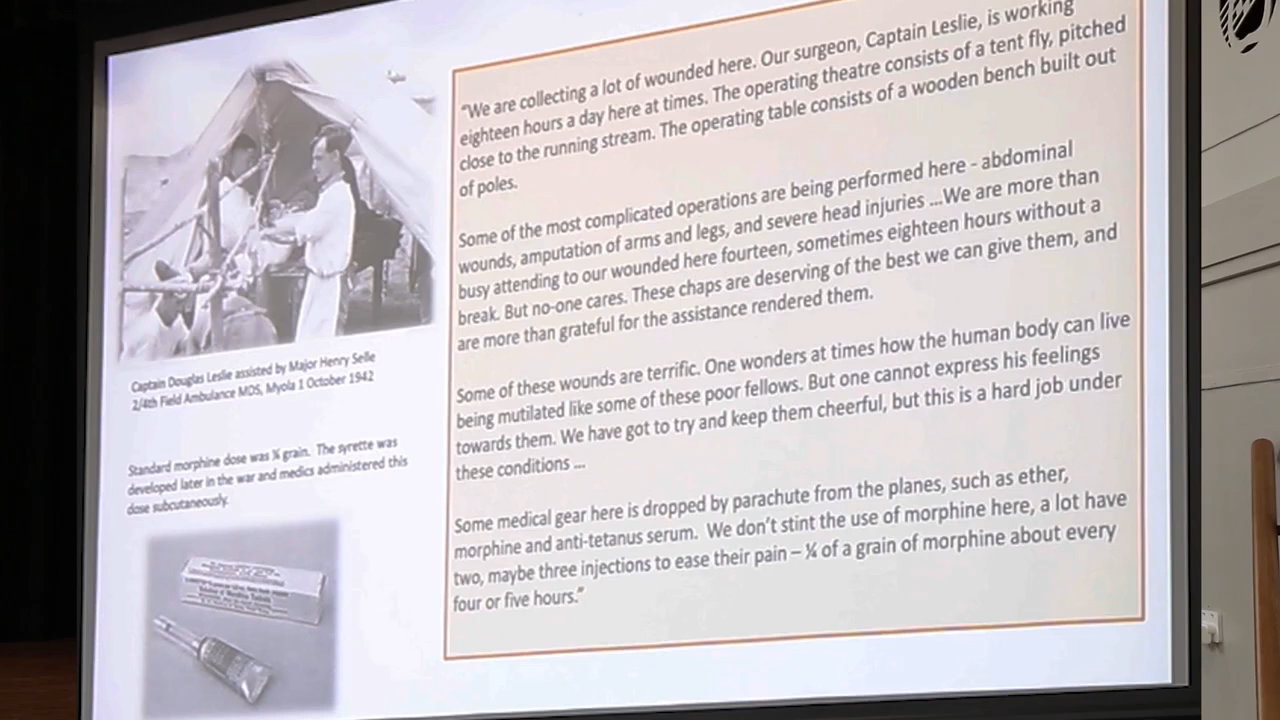 “We are collecting a lot of wounded here. Our surgeon, Captain Leslie, is working
eighteen hours a day here at times. The operating theatre consists of a tent fly, pitched
close to the running stream. The operating table consists of a wooden bench built out
of poles.
Some of the most complicated operations are being performed here - abdominal
wounds, amputation of arms and legs, and severe head injuries ...We are more than
busy attending to our wounded here fourteen, sometimes eighteen hours without a
break. But no-one cares. These chaps are deserving of the best we can give them, and
are more than grateful for the assistance rendered them.
Some of these wounds are terrific. One wonders at times how the human body can live
being mutilated like some of these poor fellows. But one cannot express his feelings
towards them. We have got to try and keep them cheerful, but this is a hard job under
these conditions ...
Some medical gear here is dropped by parachute from the planes, such as ether,
morphine and anti-tetanus serum. We don’t stint the use of morphine here, a lot have
two, maybe three injections to ease their pain – ¼ of a grain of morphine about every
four or five hours.”
Captain Douglas Leslie assisted by Major Henry Selle
2/4th Field Ambulance MDS, Myola 1 October 1942
Standard morphine dose was ¼ grain. The syrette was
developed later in the war and medics administered this
dose subcutaneously.